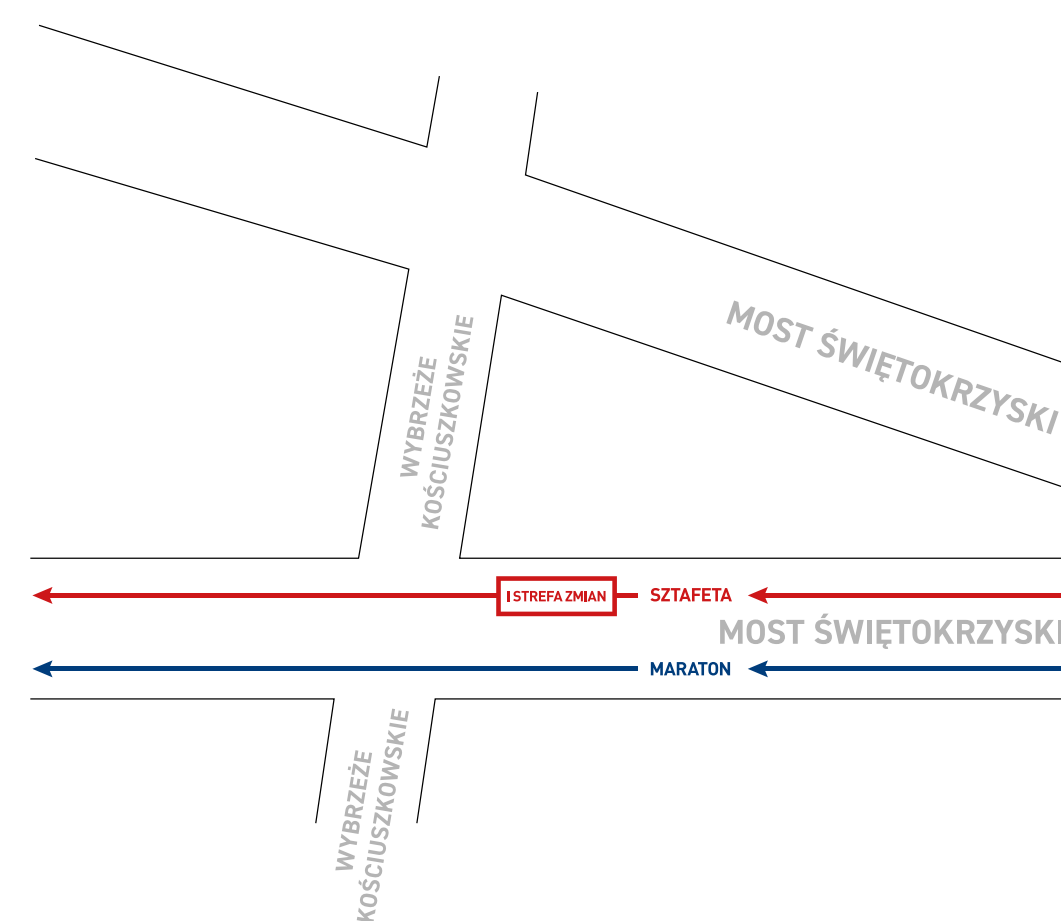 MOST ŚWIĘTOKRZYSKI
WYBRZEŻE
KOŚCIUSZKOWSKIE
I STREFA ZMIAN
SZTAFETA
MOST ŚWIĘTOKRZYSKI
MARATON
WYBRZEŻE
KOŚCIUSZKOWSKIE